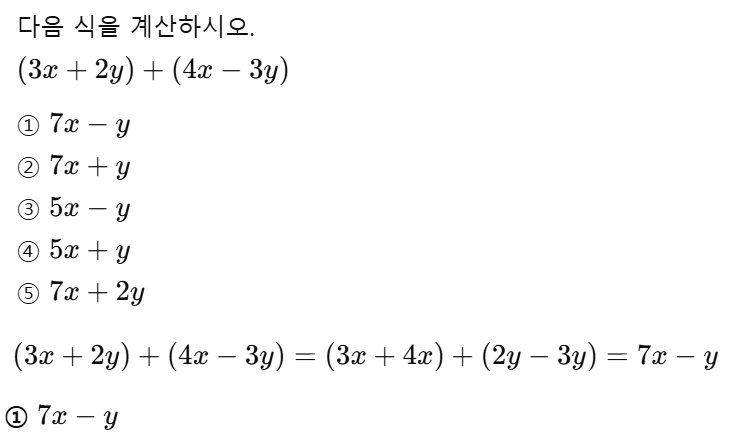 다음 식을 계산하시오.
(3x + 2y) + (4x − 3y)
① 7x − y
② 7x + y
③ 5x − y
④ 5x + y
⑤ 7x + 2y
(3x + 2y) + (4x − 3y) = (3x + 4x) + (2y − 3y) = 7x − y
① 7x − y